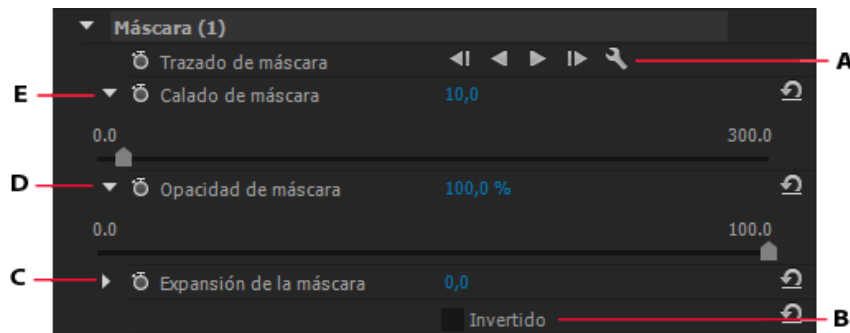 Máscara (1)
Trazado de máscara A
E Calado de máscara 10,0
0.0 300.0
D Opacidad de máscara 100,0 %
0.0 100.0
C Expansión de la máscara 0,0
Invertido B